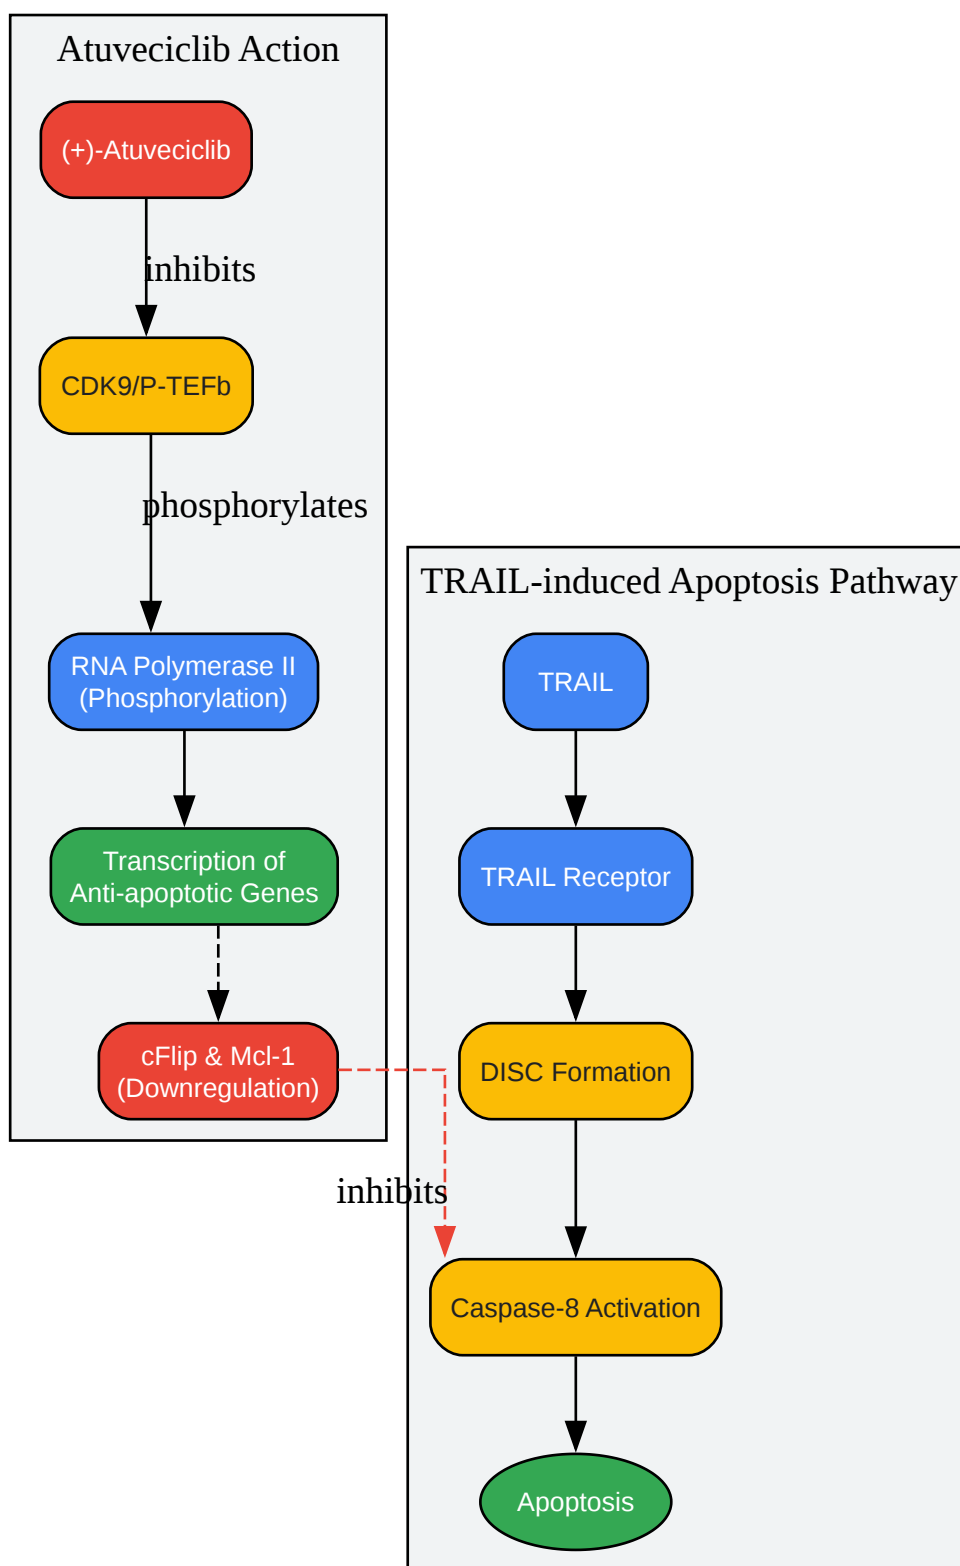 Atuveciclib Action
(+)-Atuveciclib
inhibits
CDK9/P-TEFb
phosphorylates
RNA Polymerase II
(Phosphorylation)
Transcription of
Anti-apoptotic Genes
cFlip & Mcl-1
(Downregulation)
inhibits
TRAIL-induced Apoptosis Pathway
TRAIL
TRAIL Receptor
DISC Formation
Caspase-8 Activation
Apoptosis